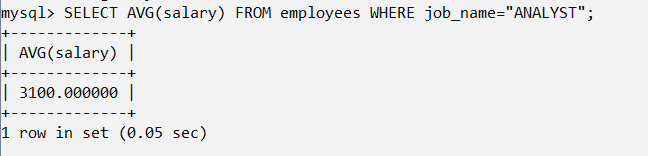 mysql> SELECT AVG(salary) FROM employees WHERE job_name="ANALYST";
+-------------+
| AVG(salary) |
+-------------+
| 3100.000000 |
+-------------+
1 row in set (0.05 sec)